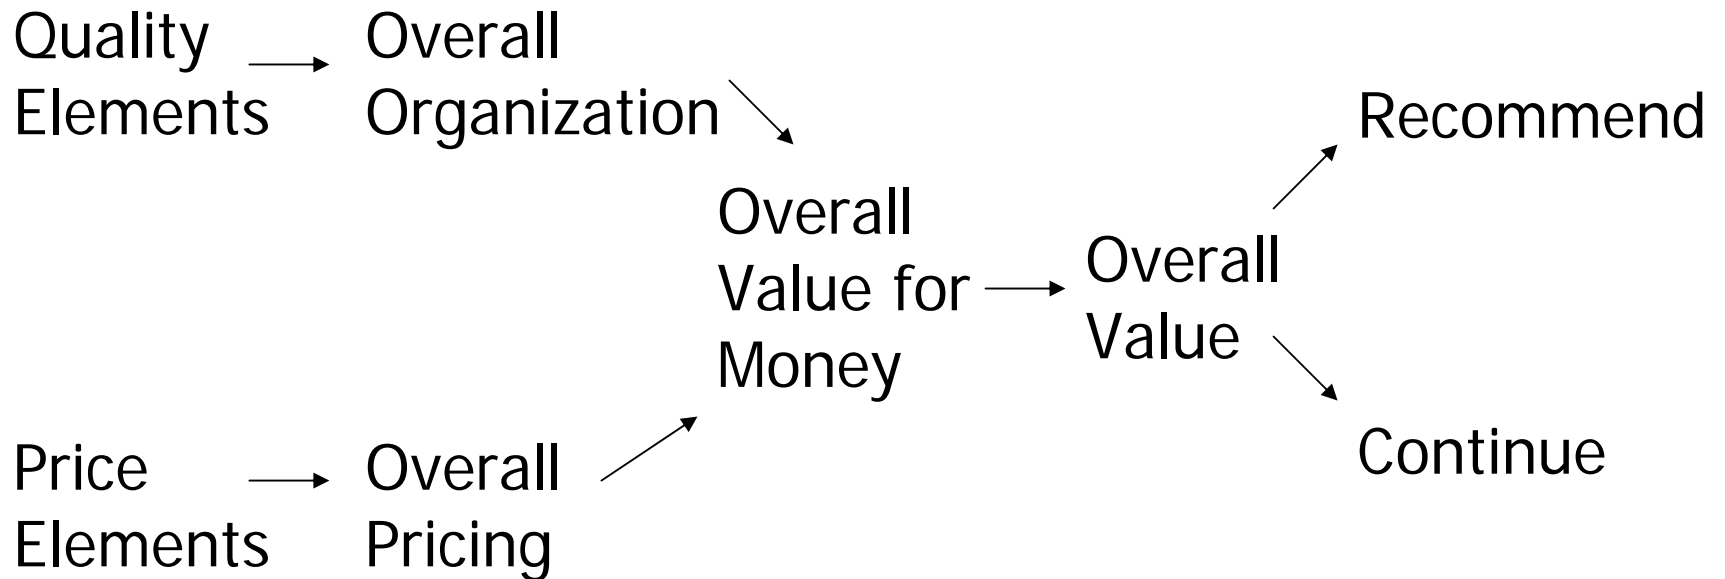 Quality
Elements
Overall
Organization
Overall
Value for
Money
Price
Elements
Overall
Pricing
Overall
Value
Recommend
Continue